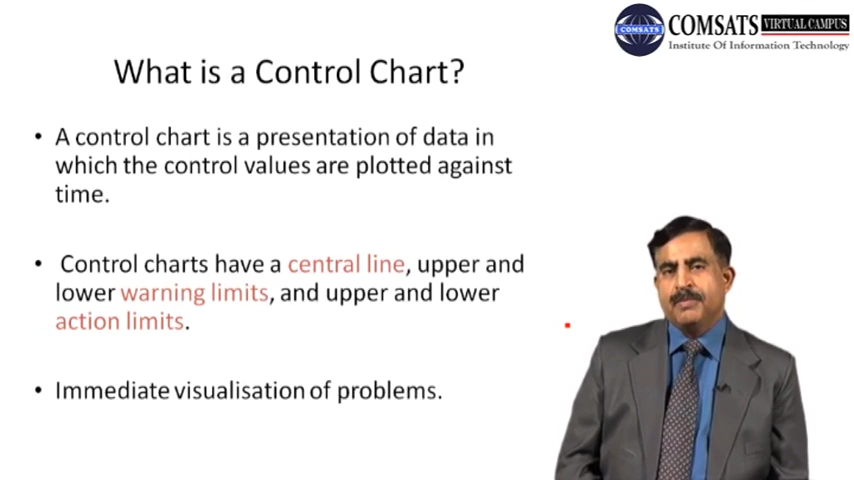 COMSATS VIRTUAL CAMPUS
COMSATS
Institute Of Information Technology
What is a Control Chart?
• A control chart is a presentation of data in
which the control values are plotted against
time.
• Control charts have a central line, upper and
lower warning limits, and upper and lower
action limits.
• Immediate visualisation of problems.